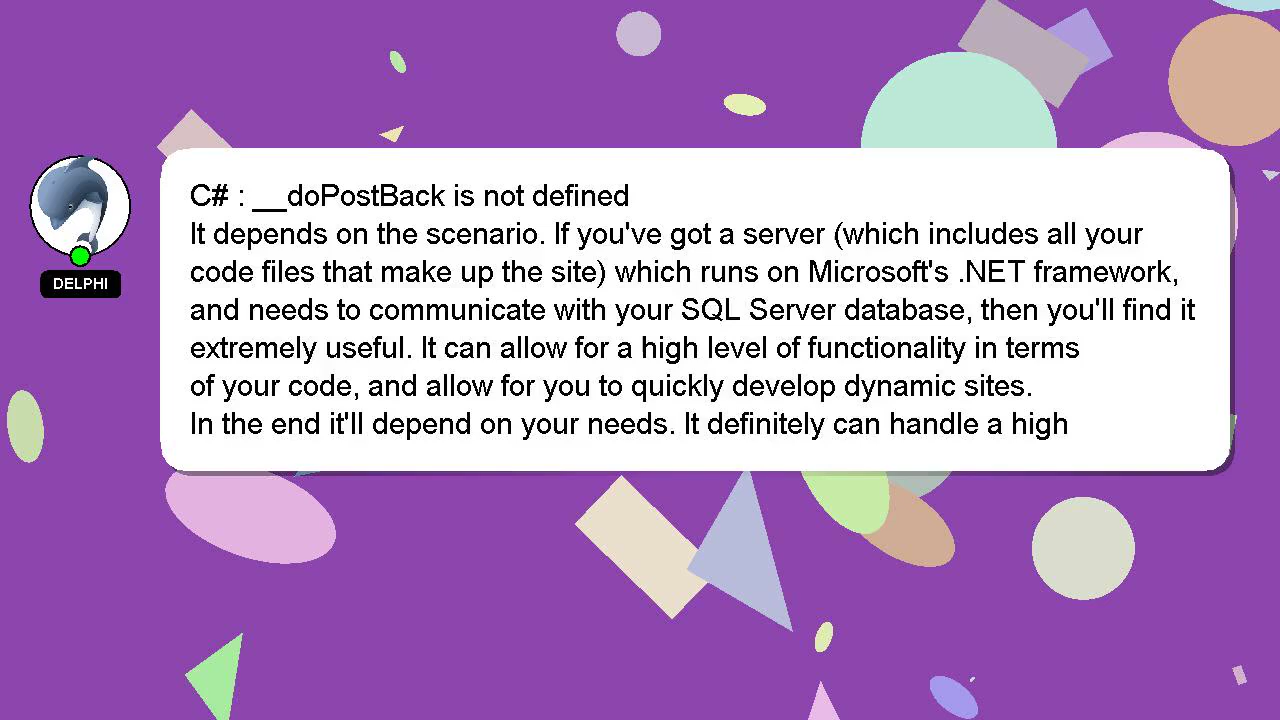 C# : __doPostBack is not defined
It depends on the scenario. If you've got a server (which includes all your
code files that make up the site) which runs on Microsoft's .NET framework,
and needs to communicate with your SQL Server database, then you'll find it
extremely useful. It can allow for a high level of functionality in terms
of your code, and allow for you to quickly develop dynamic sites.
In the end it'll depend on your needs. It definitely can handle a high
DELPHI